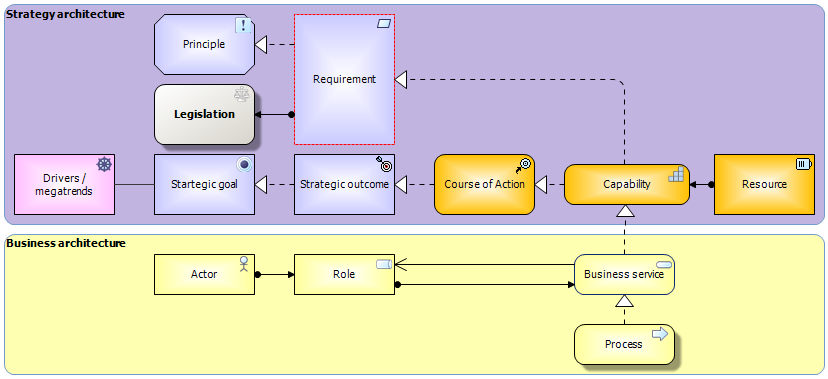 Strategy architecture
Principle
Requirement
Legislation
Drivers /
megatrends
Startegic goal
Strategic outcome
Course of Action
Capability
Resource
Business architecture
Actor
Role
Business service
Process